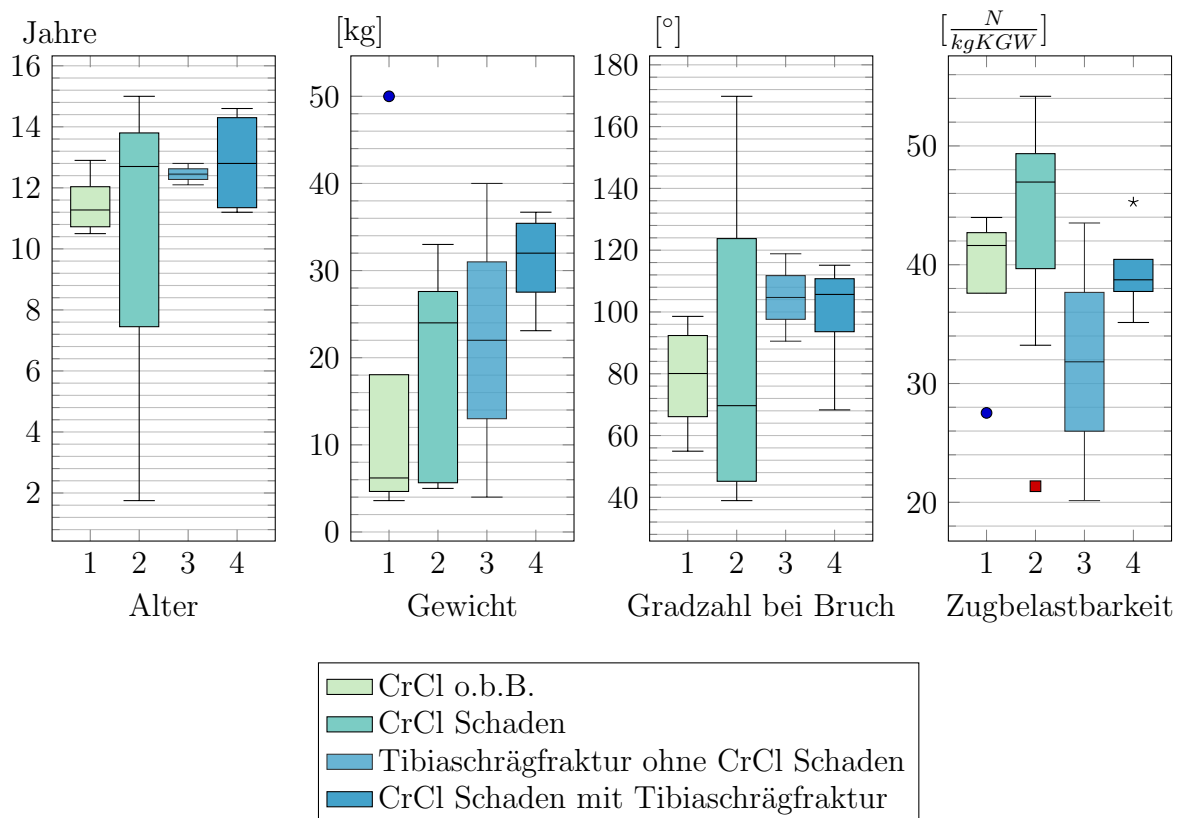 Jahre
16
14
12
10
8
6
4
2
1 2 3 4
Alter
[kg]
50
40
30
20
10
0
1 2 3 4
Gewicht
[°]
180
160
140
120
100
80
60
40
1 2 3 4
Gradzahl bei Bruch
[N/kgKGW]
50
40
30
20
1 2 3 4
Zugbelastbarkeit
CrCl o.b.B.
CrCl Schaden
Tibiaschrägfraktur ohne CrCl Schaden
CrCl Schaden mit Tibiaschrägfraktur